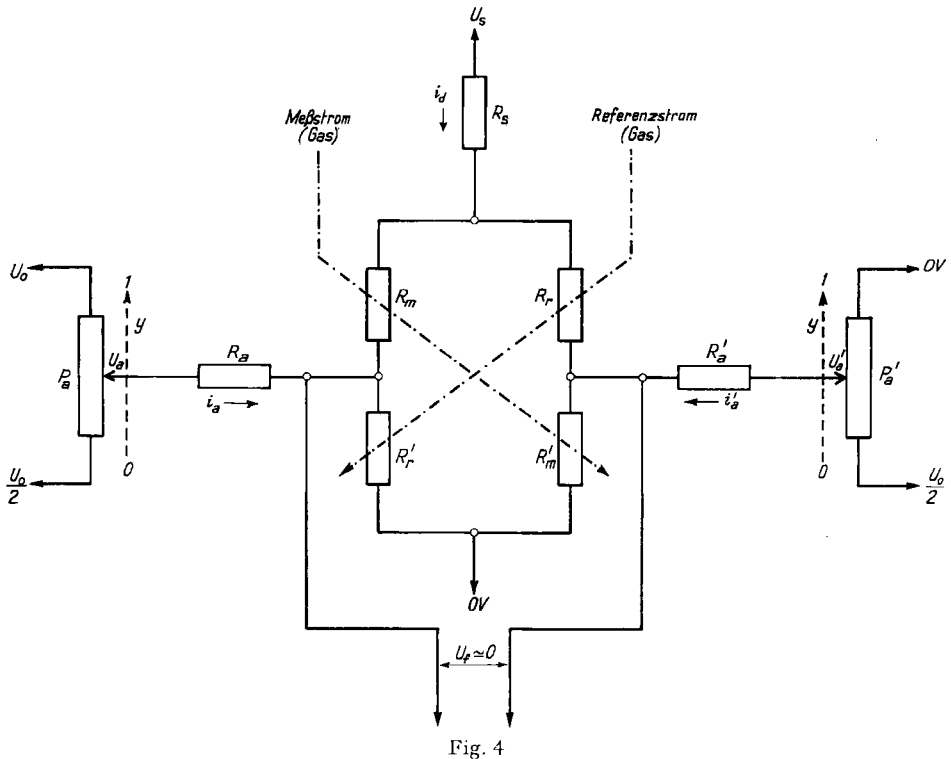 U_s
i_d
R_s
Meßstrom
(Gas)
Referenzstrom
(Gas)
U_o
1
y
P_a
U_a
R_a
i_a
0
U_o/2
R_m
R_r
R_r'
R_m'
R_a'
i_a'
0V
1
y
U_a'
P_a'
0
U_o/2
0V
U_f≃0
Fig. 4